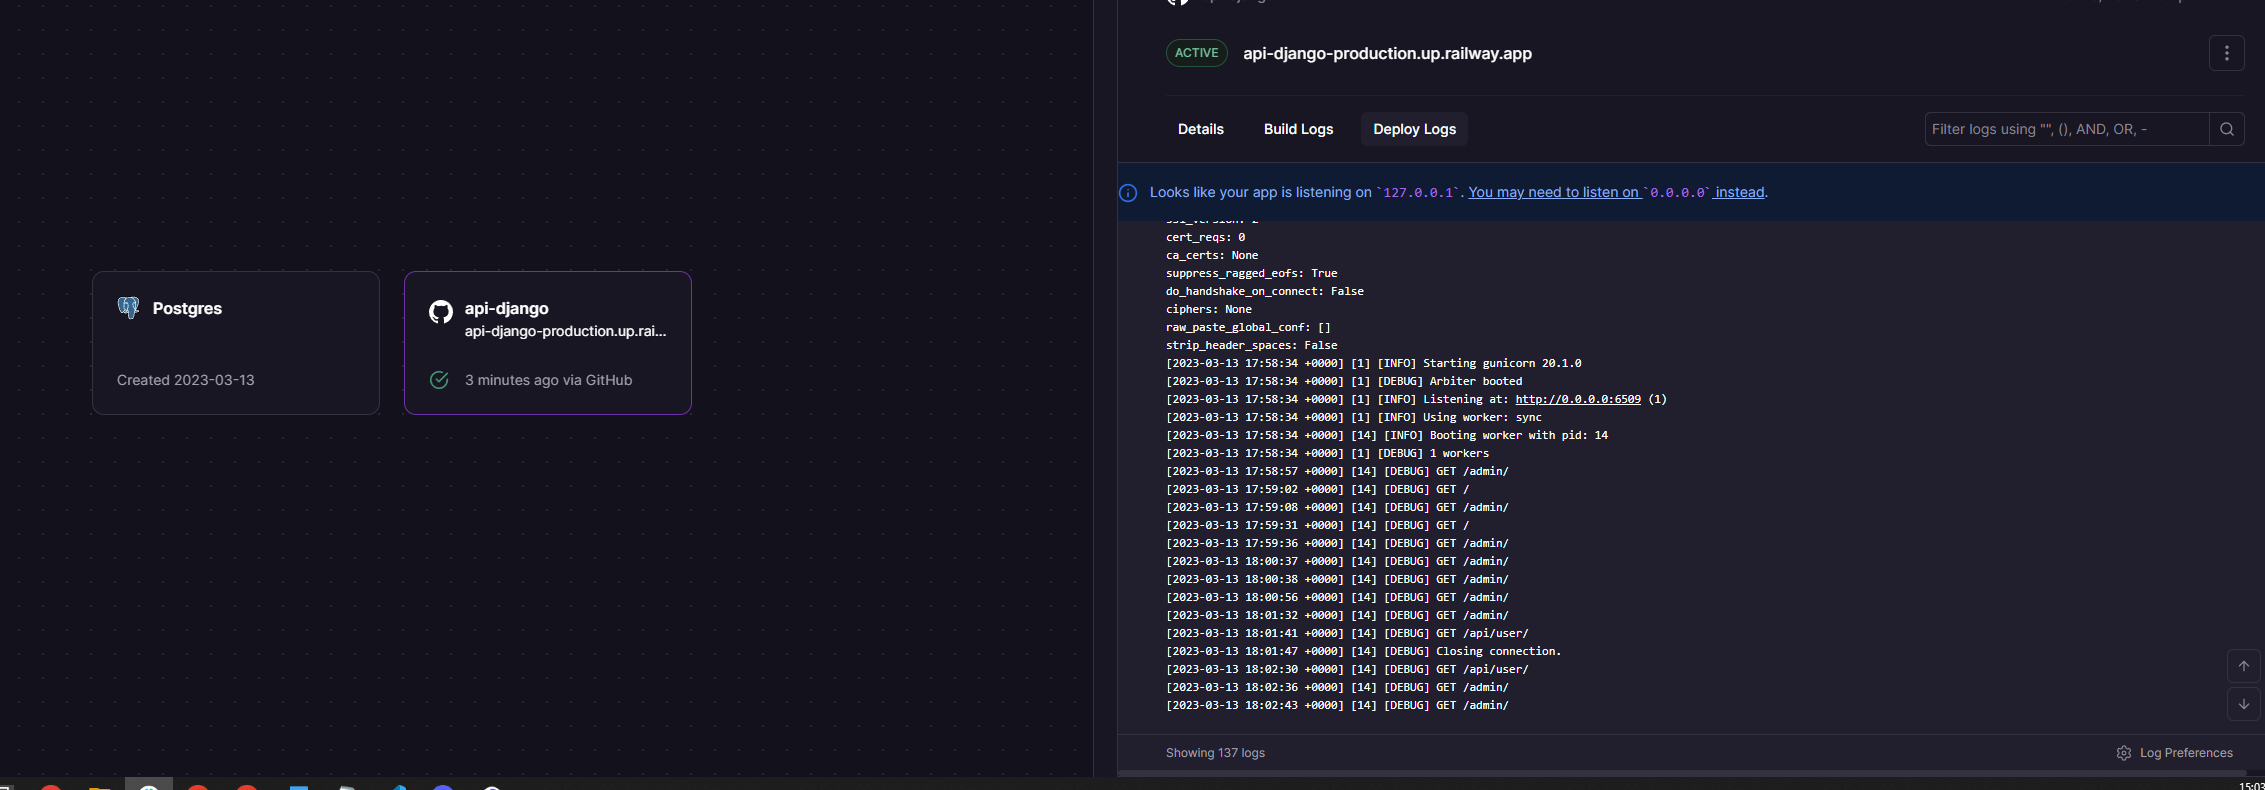 ACTIVE api-django-production.up.railway.app
Details Build Logs Deploy Logs Filter logs using "", (), AND, OR, -
Looks like your app is listening on `127.0.0.1`. You may need to listen on `0.0.0.0` instead.
cert_reqs: 0
ca_certs: None
suppress_ragged_eofs: True
do_handshake_on_connect: False
ciphers: None
raw_paste_global_conf: []
strip_header_spaces: False
[2023-03-13 17:58:34 +0000] [1] [INFO] Starting gunicorn 20.1.0
[2023-03-13 17:58:34 +0000] [1] [DEBUG] Arbiter booted
[2023-03-13 17:58:34 +0000] [1] [INFO] Listening at: http://0.0.0.0:6509 (1)
[2023-03-13 17:58:34 +0000] [1] [INFO] Using worker: sync
[2023-03-13 17:58:34 +0000] [14] [INFO] Booting worker with pid: 14
[2023-03-13 17:58:34 +0000] [1] [DEBUG] 1 workers
[2023-03-13 17:58:57 +0000] [14] [DEBUG] GET /admin/
[2023-03-13 17:59:02 +0000] [14] [DEBUG] GET /
[2023-03-13 17:59:08 +0000] [14] [DEBUG] GET /admin/
[2023-03-13 17:59:31 +0000] [14] [DEBUG] GET /
[2023-03-13 17:59:36 +0000] [14] [DEBUG] GET /admin/
[2023-03-13 18:00:37 +0000] [14] [DEBUG] GET /admin/
[2023-03-13 18:00:38 +0000] [14] [DEBUG] GET /admin/
[2023-03-13 18:00:56 +0000] [14] [DEBUG] GET /admin/
[2023-03-13 18:01:32 +0000] [14] [DEBUG] GET /admin/
[2023-03-13 18:01:41 +0000] [14] [DEBUG] GET /api/user/
[2023-03-13 18:01:47 +0000] [14] [DEBUG] Closing connection.
[2023-03-13 18:02:30 +0000] [14] [DEBUG] GET /api/user/
[2023-03-13 18:02:36 +0000] [14] [DEBUG] GET /admin/
[2023-03-13 18:02:43 +0000] [14] [DEBUG] GET /admin/
Showing 137 logs Log Preferences
Postgres
Created 2023-03-13
api-django
api-django-production.up.rai...
3 minutes ago via GitHub